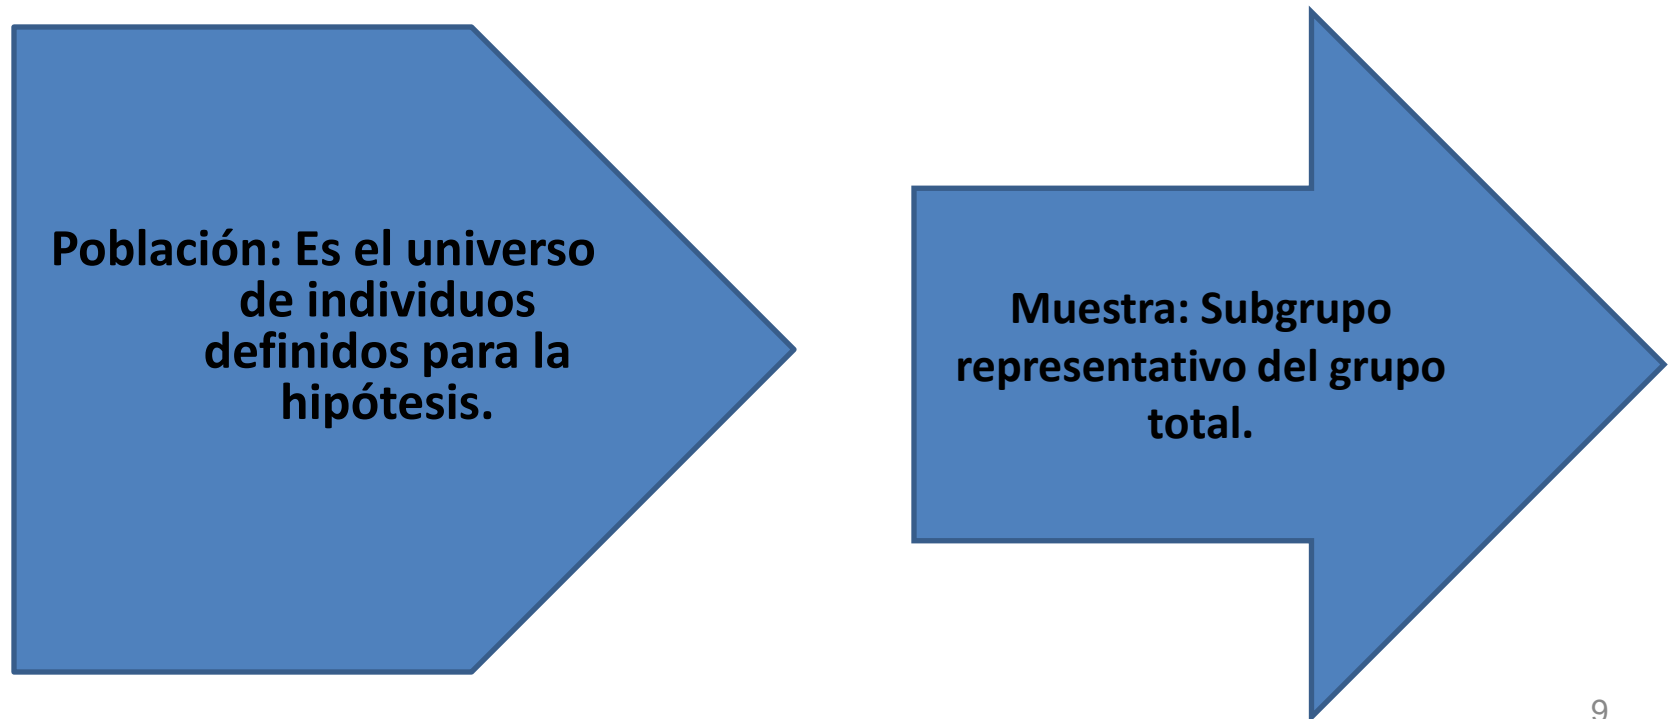 Población: Es el universo
de individuos
definidos para la
hipótesis.
Muestra: Subgrupo
representativo del grupo
total.
9